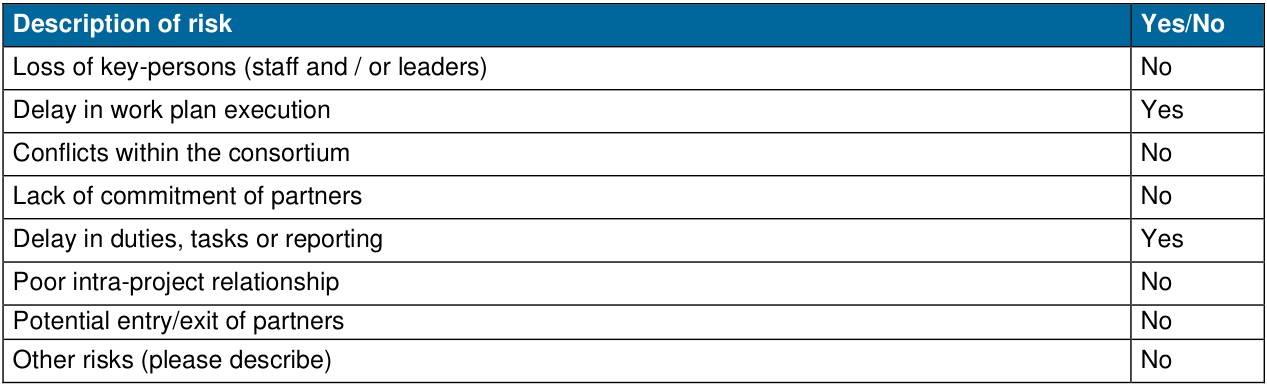 Description of risk Yes/No
Loss of key-persons (staff and / or leaders) No
Delay in work plan execution Yes
Conflicts within the consortium No
Lack of commitment of partners No
Delay in duties, tasks or reporting Yes
Poor intra-project relationship No
Potential entry/exit of partners No
Other risks (please describe) No